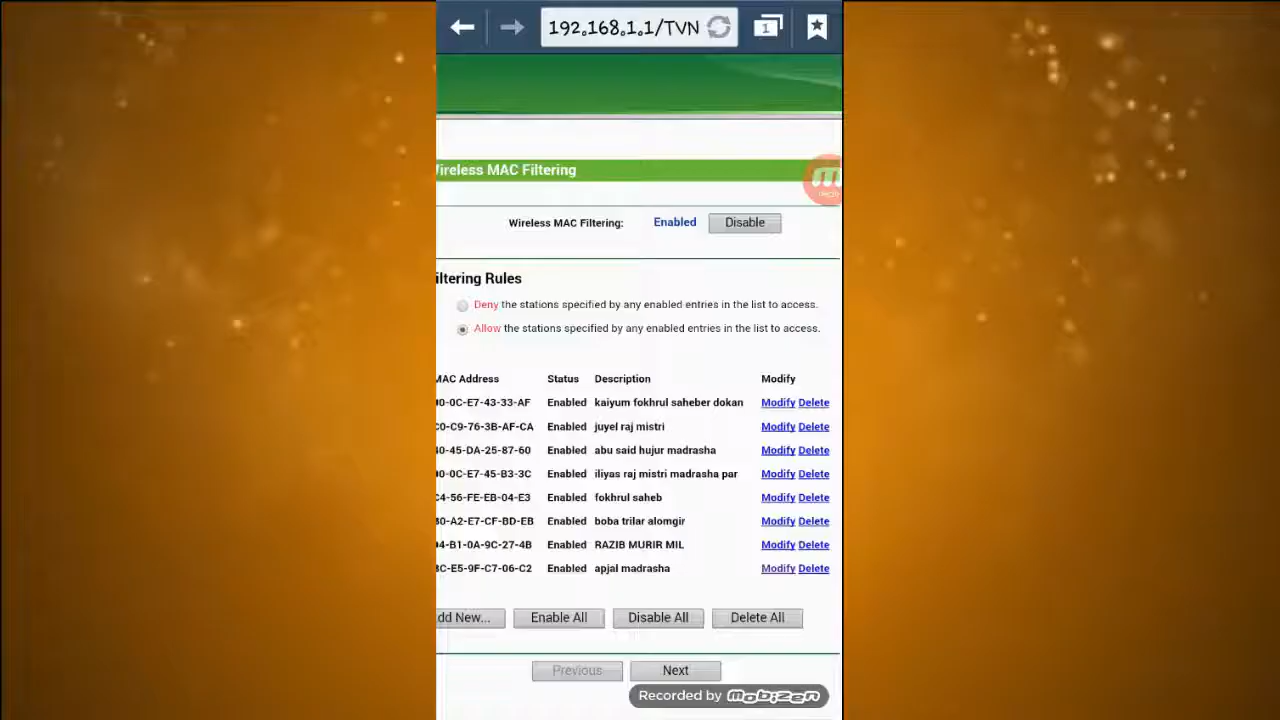 192.168.1.1/TVN
1
Wireless MAC Filtering
Wireless MAC Filtering: Enabled Disable
iltering Rules
Deny the stations specified by any enabled entries in the list to access.
Allow the stations specified by any enabled entries in the list to access.
MAC Address Status Description Modify
00-0C-E7-43-33-AF Enabled kaiyum fokhrul saheber dokan Modify Delete
C0-C9-76-3B-AF-CA Enabled juyel raj mistri Modify Delete
40-45-DA-25-87-60 Enabled abu said hujur madrasha Modify Delete
00-0C-E7-45-B3-3C Enabled iliyas raj mistri madrasha par Modify Delete
C4-56-FE-EB-04-E3 Enabled fokhrul saheb Modify Delete
80-A2-E7-CF-BD-EB Enabled boba trilar alomgir Modify Delete
94-B1-0A-9C-27-4B Enabled RAZIB MURIR MIL Modify Delete
BC-E5-9F-C7-06-C2 Enabled apjal madrasha Modify Delete
dd New... Enable All Disable All Delete All
Previous Next
Recorded by mobizen